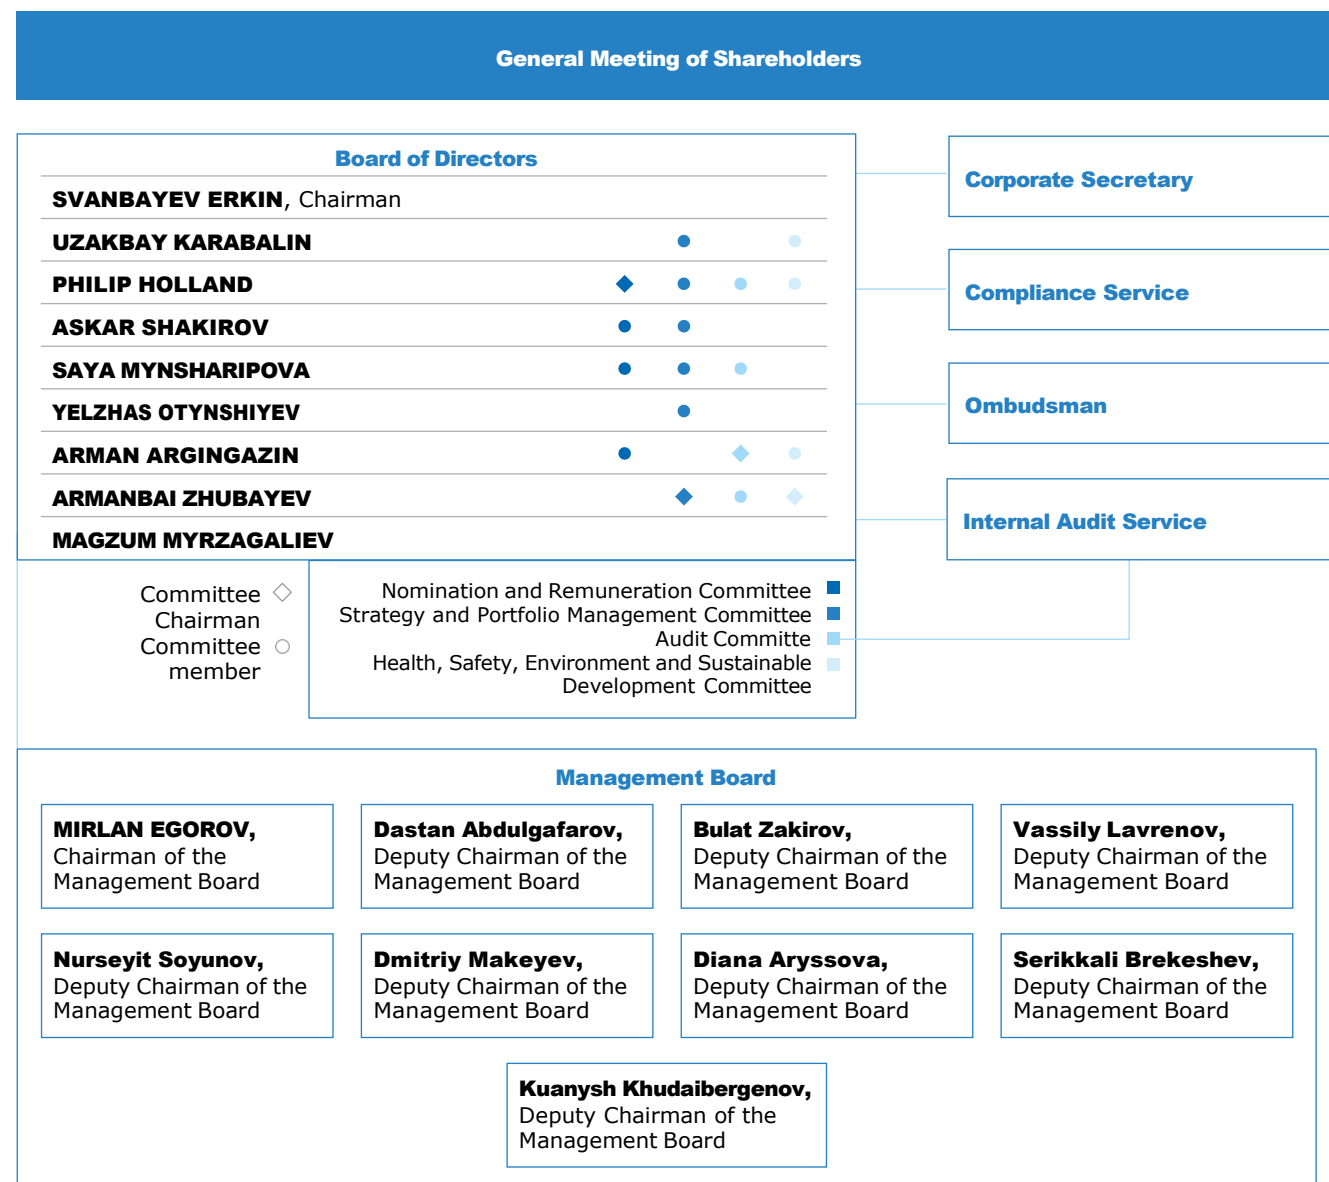 General Meeting of Shareholders
Board of Directors
SVANBAYEV ERKIN, Chairman
UZAKBAY KARABALIN
PHILIP HOLLAND
ASKAR SHAKIROV
SAYA MYNSHARIPOVA
YELZHAS OTYNSHIYEV
ARMAN ARGINGAZIN
ARMANBAI ZHUBAYEV
MAGZUM MYRZAGALIEV
Corporate Secretary
Compliance Service
Ombudsman
Internal Audit Service
Committee
Chairman
Committee
member
Nomination and Remuneration Committee
Strategy and Portfolio Management Committee
Audit Committe
Health, Safety, Environment and Sustainable
Development Committee
Management Board
MIRLAN EGOROV,
Chairman of the
Management Board
Dastan Abdulgafarov,
Deputy Chairman of the
Management Board
Bulat Zakirov,
Deputy Chairman of the
Management Board
Vassily Lavrenov,
Deputy Chairman of the
Management Board
Nurseyit Soyunov,
Deputy Chairman of the
Management Board
Dmitriy Makeyev,
Deputy Chairman of the
Management Board
Diana Aryssova,
Deputy Chairman of the
Management Board
Serikkali Brekeshev,
Deputy Chairman of the
Management Board
Kuanysh Khudaibergenov,
Deputy Chairman of the
Management Board